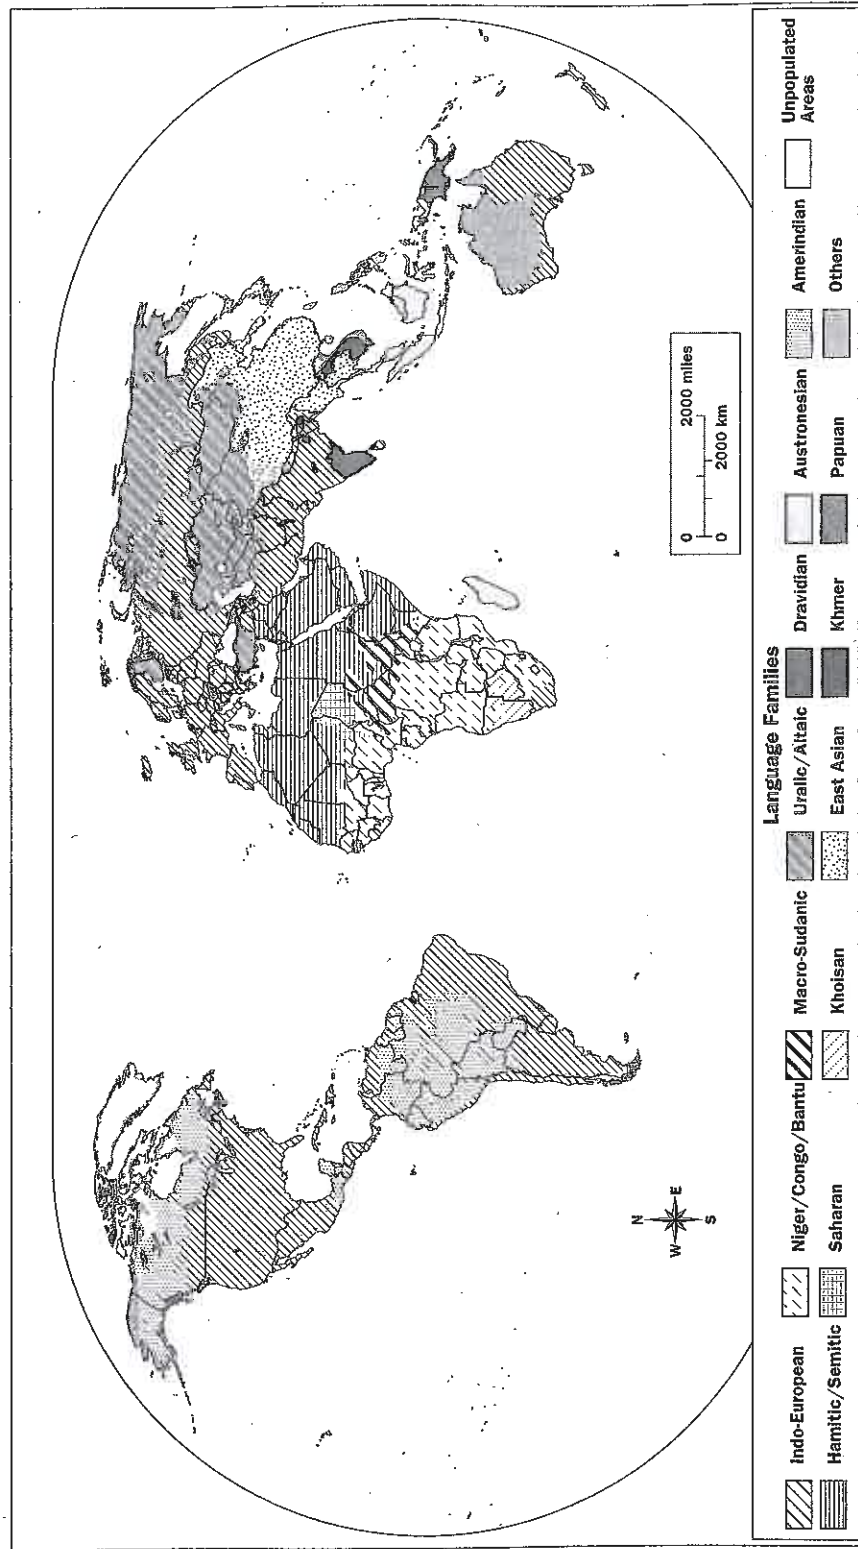 N
W E
S
0 2000 miles
0 2000 km
Language Families
Indo-European
Niger/Congo/Bantu
Macro-Sudanic
Uralic/Altaic
Dravidian
Austronesian
Amerindian
Unpopulated
Areas
Hamitic/Semitic
Saharan
Khoisan
East Asian
Khmer
Papuan
Others